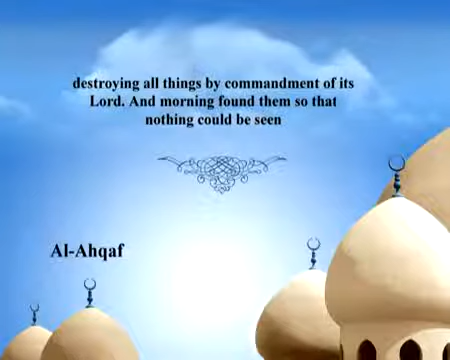 destroying all things by commandment of its
Lord. And morning found them so that
nothing could be seen
Al-Ahqaf